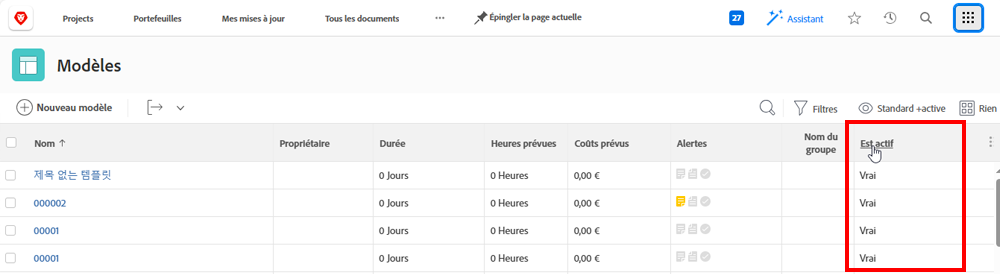 Projects Portefeuilles Mes mises à jour Tous les documents ... Épingler la page actuelle 27 Assistant
Modèles
Nouveau modèle Filtres Standard +active Rien
Nom Propriétaire Durée Heures prévues Coûts prévus Alertes Nom du groupe Est actif
제목 없는 템플릿 0 Jours 0 Heures 0,00 € Vrai
000002 0 Jours 0 Heures 0,00 € Vrai
00001 0 Jours 0 Heures 0,00 € Vrai
00001 0 Jours 0 Heures 0,00 € Vrai